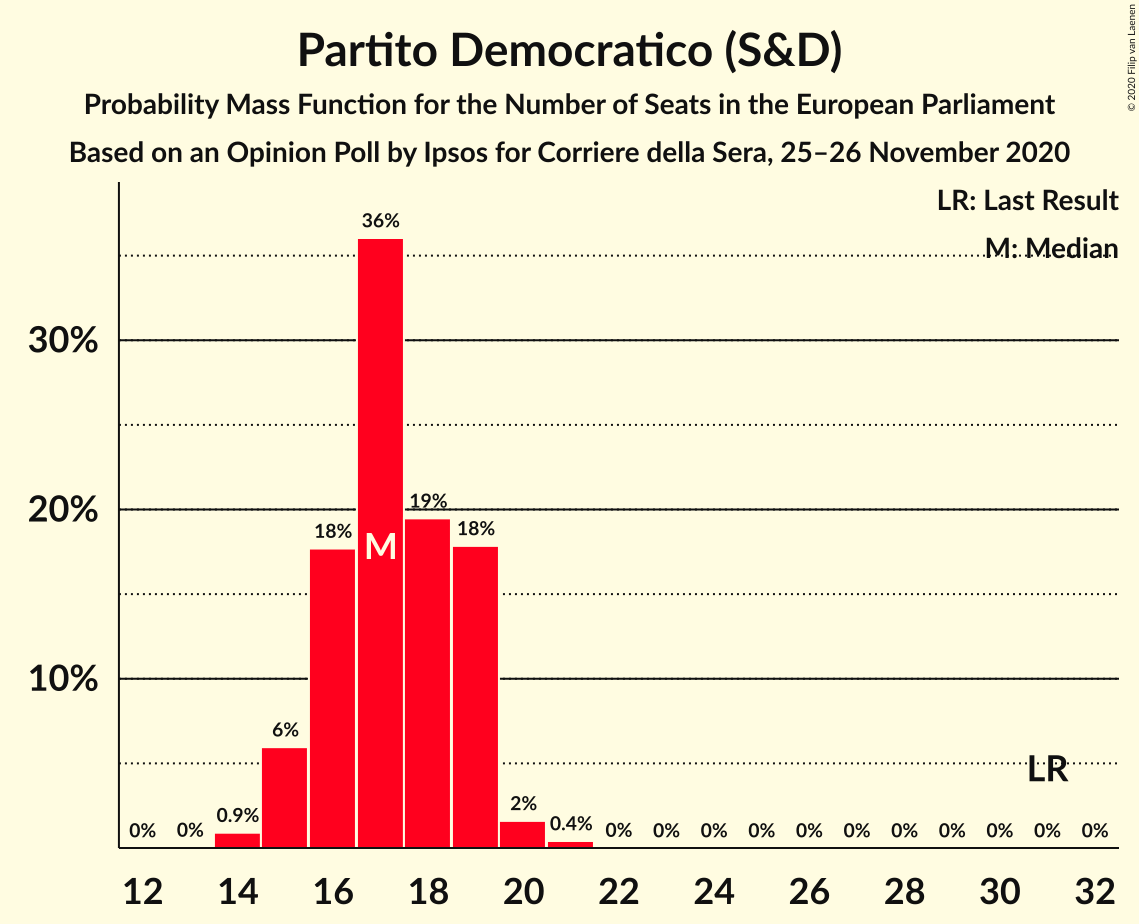 Partito Democratico (S&D)
Probability Mass Function for the Number of Seats in the European Parliament
Based on an Opinion Poll by Ipsos for Corriere della Sera, 25–26 November 2020
© 2020 Filip van Laenen
LR: Last Result
M: Median
30%
20%
10%
0% 0% 0.9% 6% 18% 36% 19% 18% 2% 0.4% 0% 0% 0% 0% 0% 0% 0% 0% 0% 0% 0%
M
LR
12 14 16 18 20 22 24 26 28 30 32